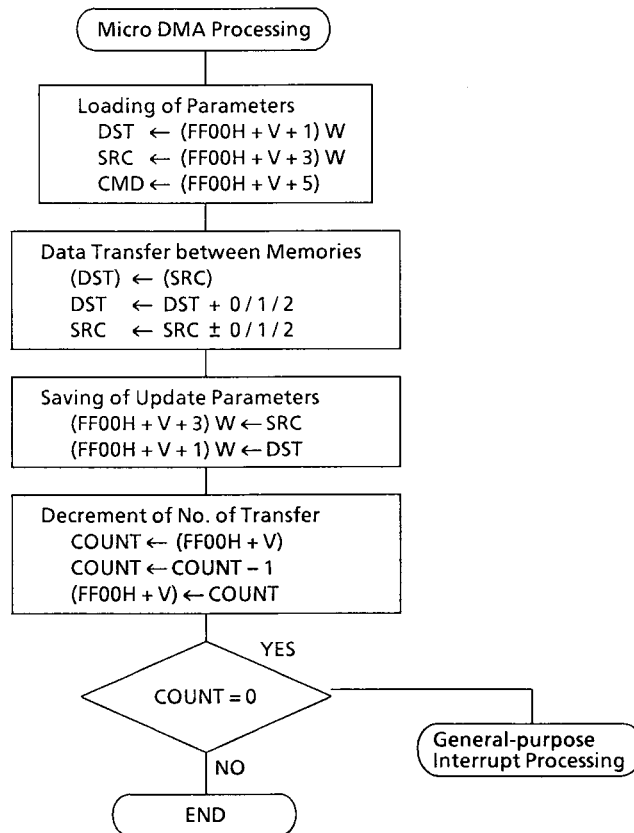 Micro DMA Processing
Loading of Parameters
DST ← (FF00H + V + 1) W
SRC ← (FF00H + V + 3) W
CMD ← (FF00H + V + 5)
Data Transfer between Memories
(DST) ← (SRC)
DST ← DST + 0 / 1 / 2
SRC ← SRC ± 0 / 1 / 2
Saving of Update Parameters
(FF00H + V + 3) W ← SRC
(FF00H + V + 1) W ← DST
Decrement of No. of Transfer
COUNT ← (FF00H + V)
COUNT ← COUNT – 1
(FF00H + V) ← COUNT
YES
COUNT = 0
General-purpose
Interrupt Processing
NO
END